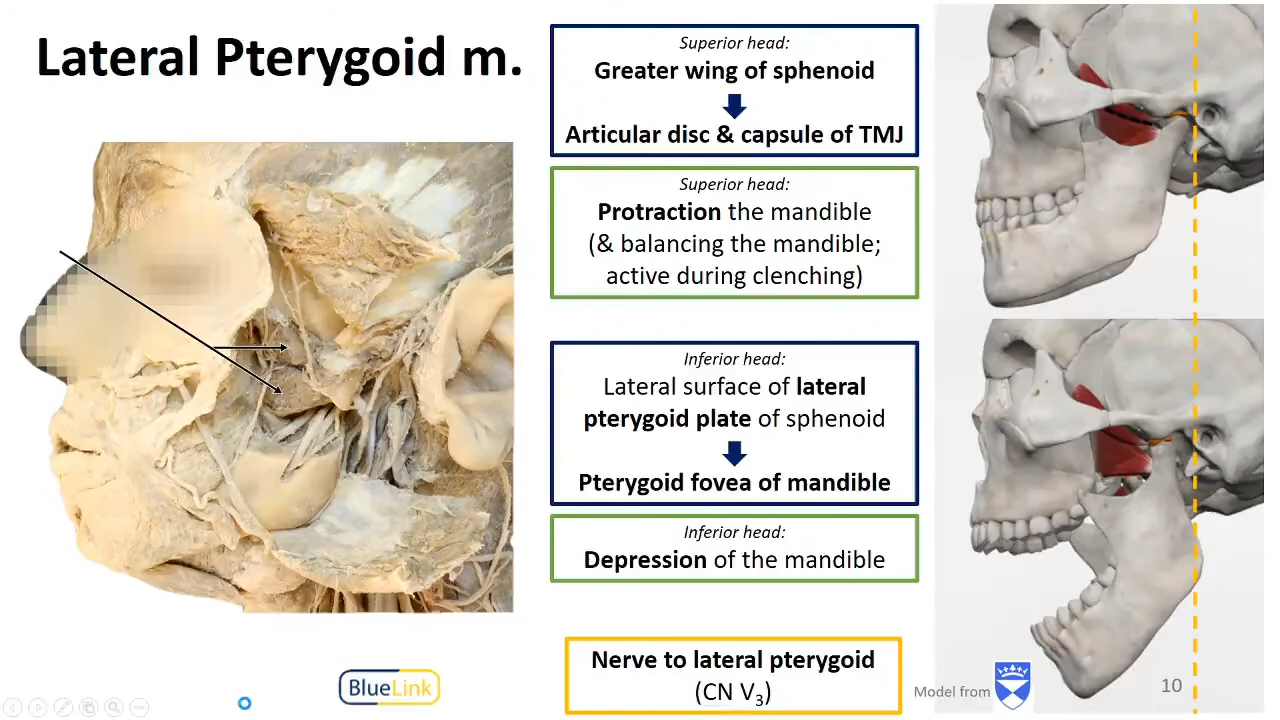 Lateral Pterygoid m.
Superior head:
Greater wing of sphenoid
Articular disc & capsule of TMJ
Superior head:
Protraction the mandible
(& balancing the mandible;
active during clenching)
Inferior head:
Lateral surface of lateral
pterygoid plate of sphenoid
Pterygoid fovea of mandible
Inferior head:
Depression of the mandible
Nerve to lateral pterygoid
(CN V₃)
BlueLink
Model from
10